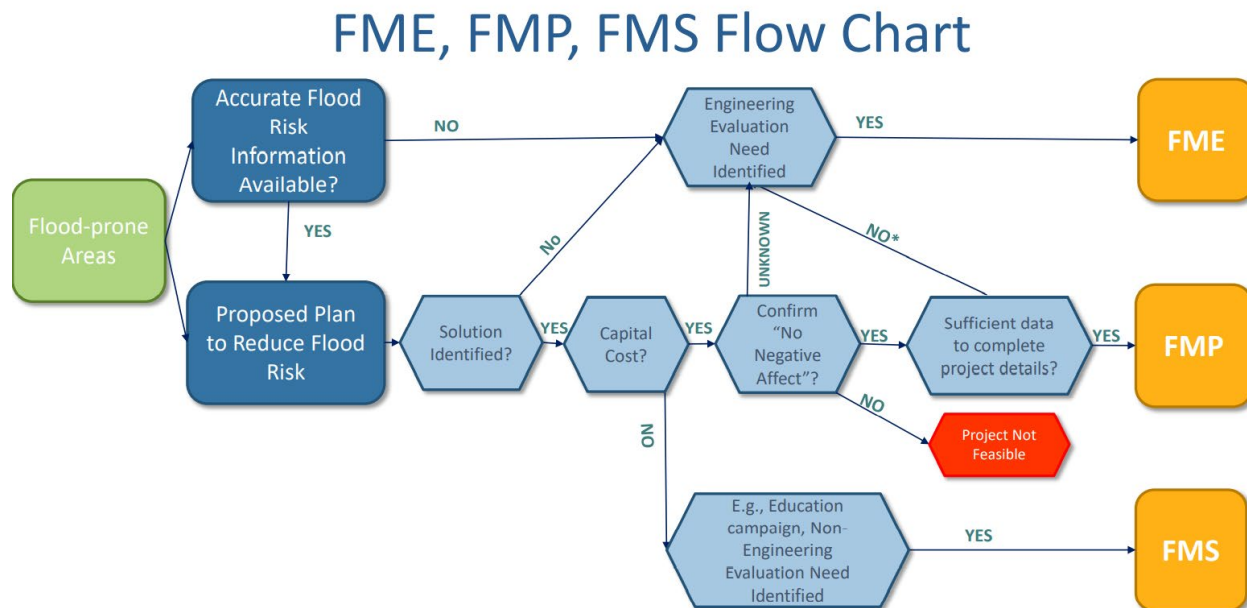 FME, FMP, FMS Flow Chart
Accurate Flood
Risk
Information
Available?
NO
Engineering
Evaluation
Need
Identified
YES
FME
Flood-prone
Areas
YES
No
UNKNOWN
NO*
Proposed Plan
to Reduce Flood
Risk
Solution
Identified?
YES
Capital
Cost?
YES
Confirm
“No
Negative
Affect”?
YES
Sufficient data
to complete
project details?
YES
FMP
NO
NO
Project Not
Feasible
E.g., Education
campaign, Non-
Engineering
Evaluation Need
Identified
YES
FMS